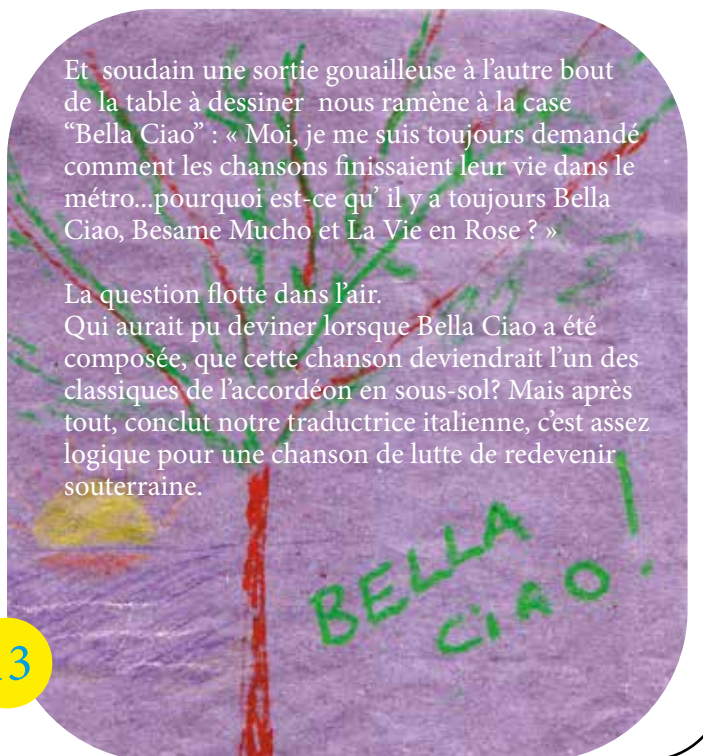 Et soudain une sortie gouailleuse à l'autre bout
de la table à dessiner nous ramène à la case
“Bella Ciao” : « Moi, je me suis toujours demandé
comment les chansons finissaient leur vie dans le
métro...pourquoi est-ce qu' il y a toujours Bella
Ciao, Besame Mucho et La Vie en Rose ? »
La question flotte dans l'air.
Qui aurait pu deviner lorsque Bella Ciao a été
composée, que cette chanson deviendrait l'un des
classiques de l'accordéon en sous-sol? Mais après
tout, conclut notre traductrice italienne, c'est assez
logique pour une chanson de lutte de redevenir
souterraine.
BELLA
CIAO!